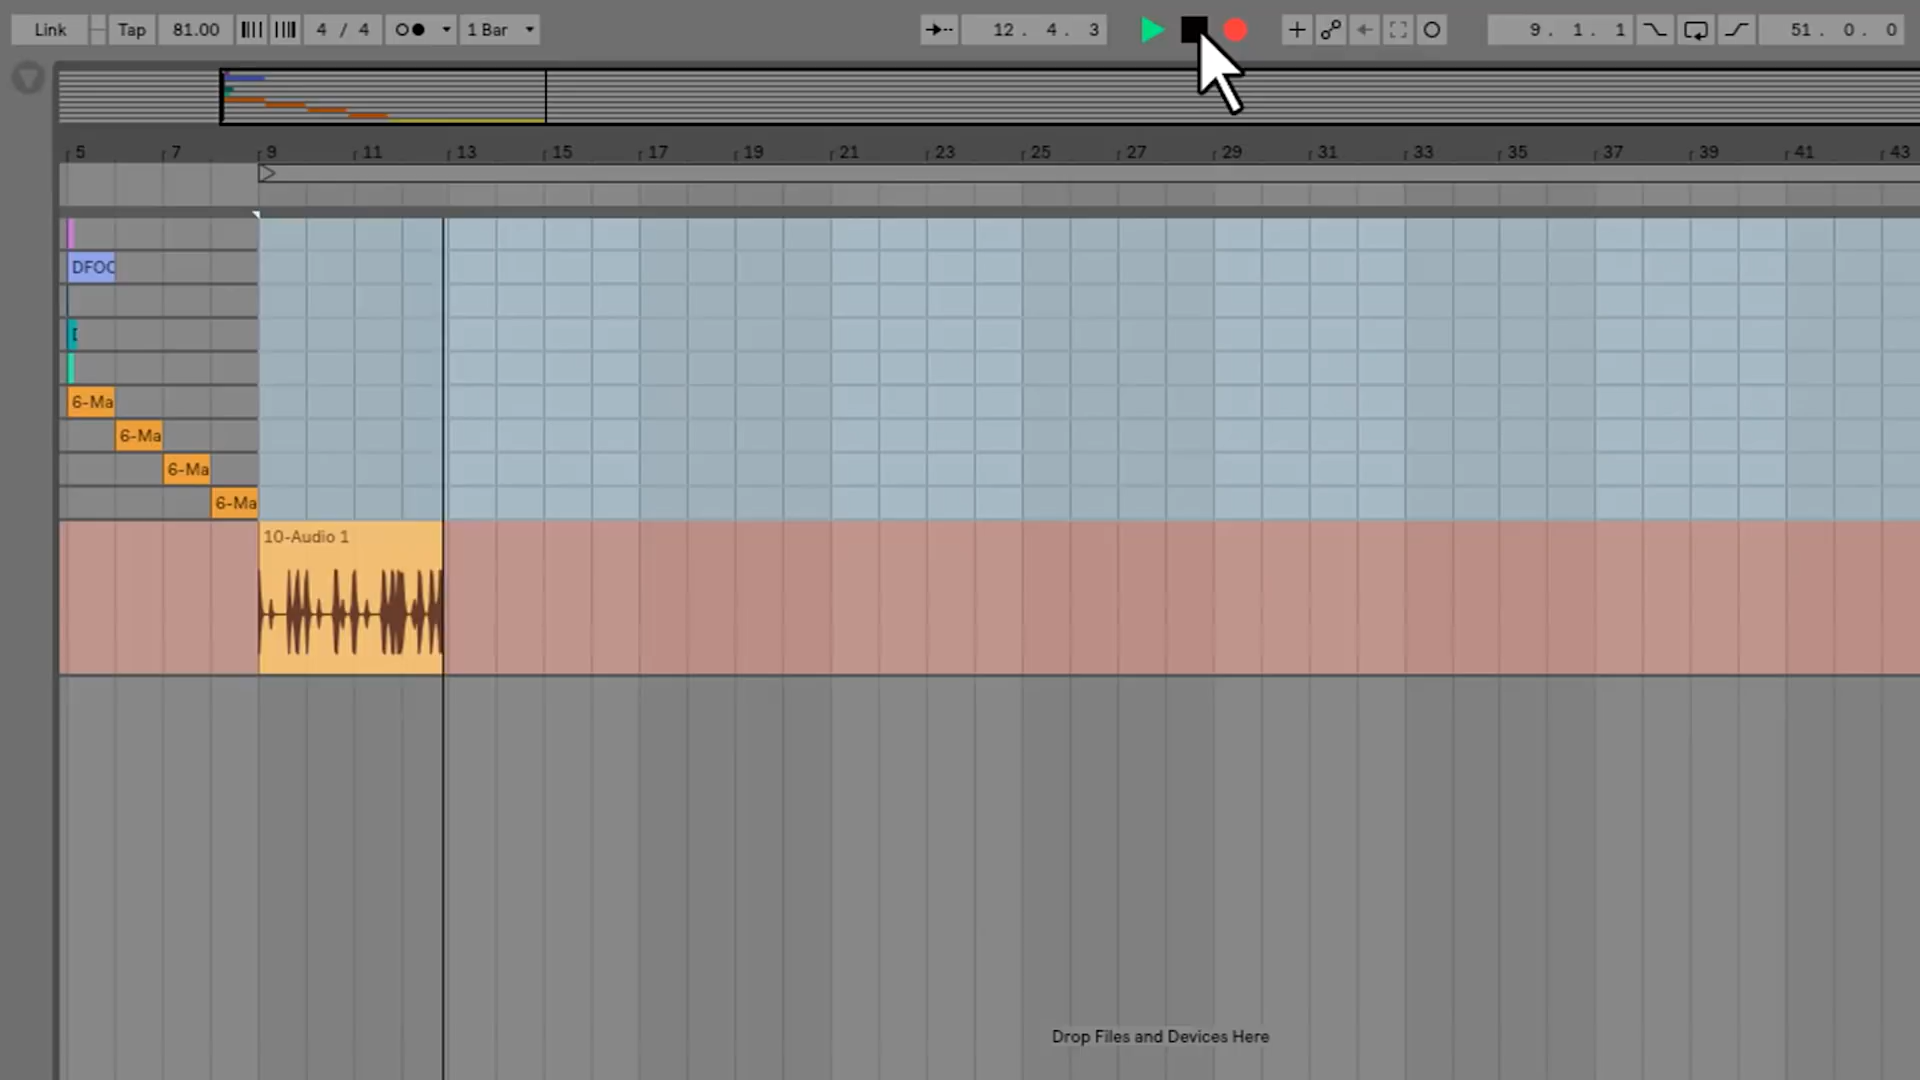 Link Tap 81.00 4 / 4 1 Bar 12. 4. 3 9. 1. 1 51. 0. 0
5 7 9 11 13 15 17 19 21 23 25 27 29 31 33 35 37 39 41 43
DFOC
6-Ma
6-Ma
6-Ma
6-Ma
10-Audio 1
Drop Files and Devices Here